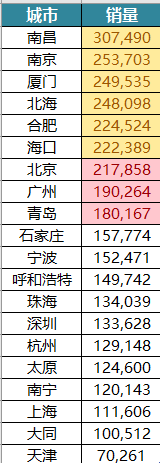 城市 销量
南昌 307,490
南京 253,703
厦门 249,535
北海 248,098
合肥 224,524
海口 222,389
北京 217,858
广州 190,264
青岛 180,167
石家庄 157,774
宁波 152,471
呼和浩特 149,742
珠海 134,039
深圳 133,628
杭州 129,148
太原 124,600
南宁 120,143
上海 111,606
大同 100,512
天津 70,261